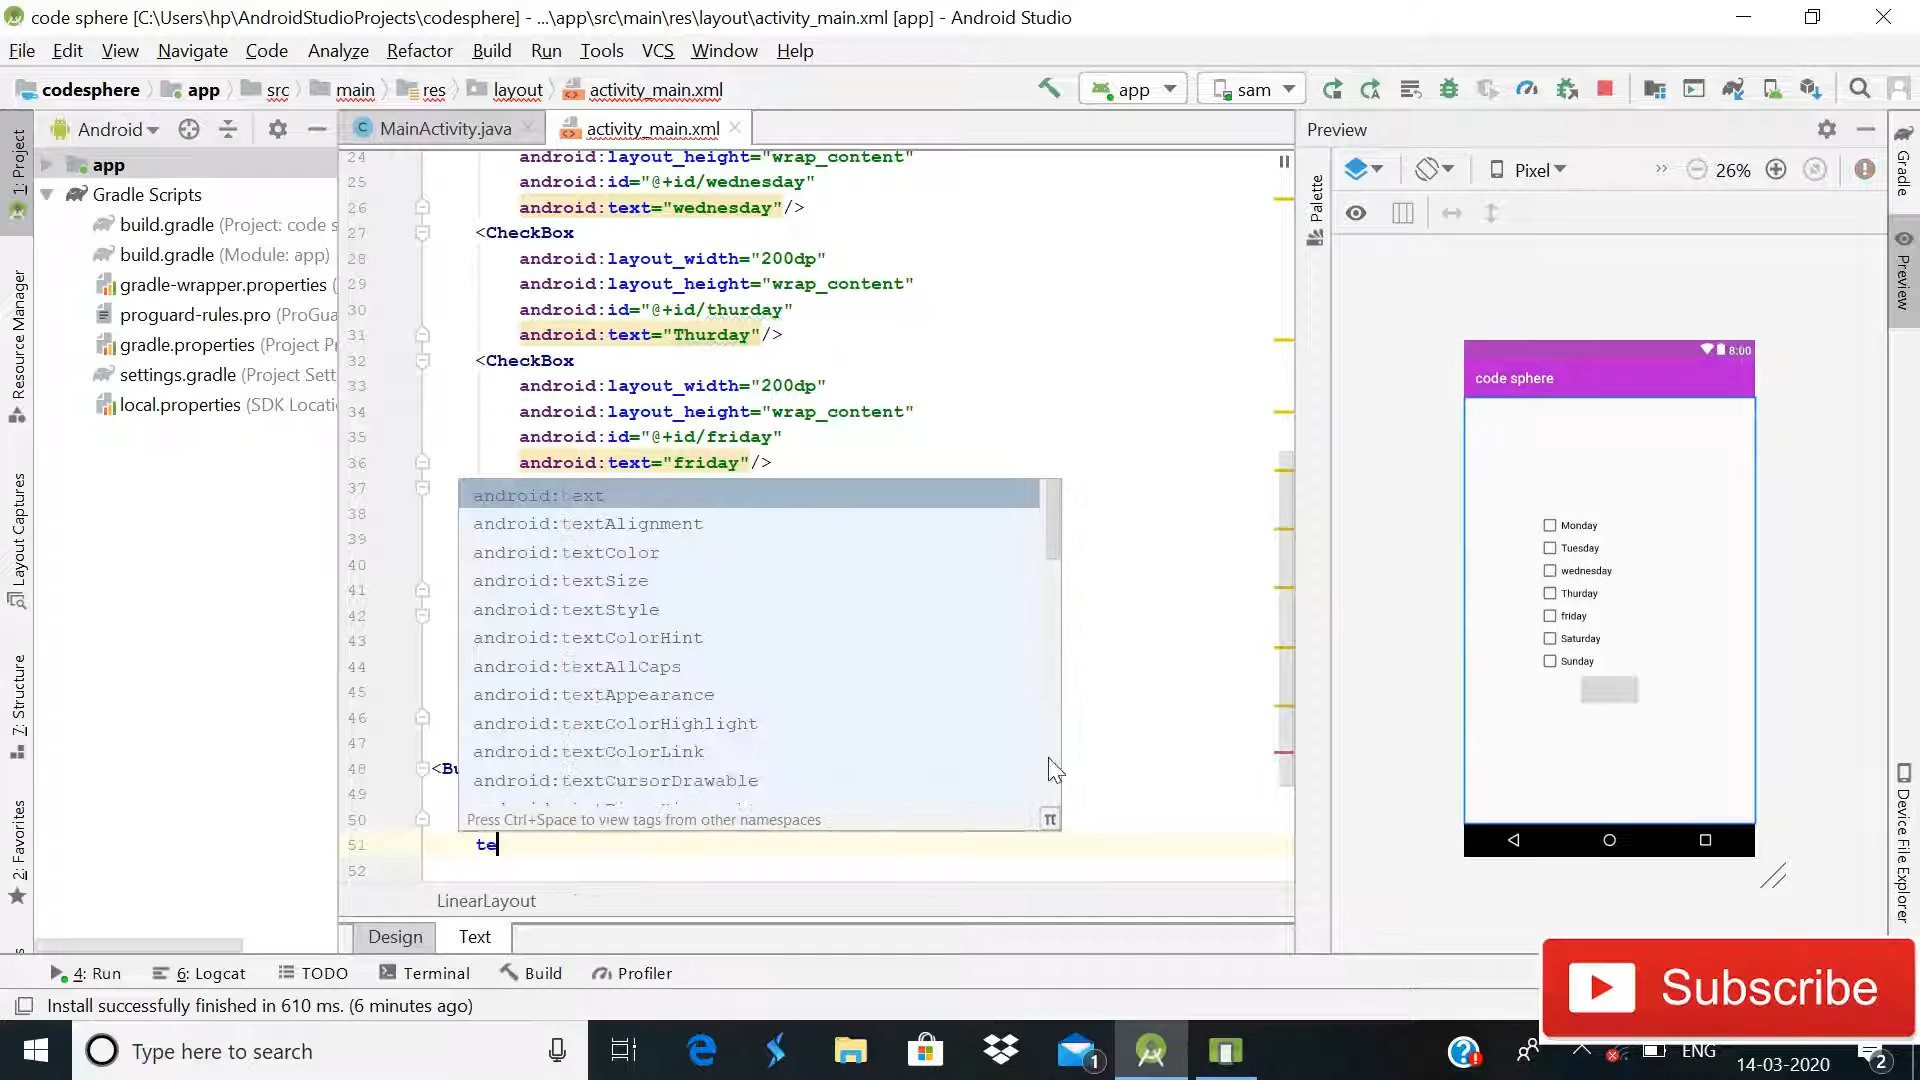 code sphere [C:\Users\hp\AndroidStudioProjects\codesphere] - ...\app\src\main\res\layout\activity_main.xml [app] - Android Studio
File Edit View Navigate Code Analyze Refactor Build Run Tools VCS Window Help
codesphere app src main res layout activity_main.xml
app
sam
Android
MainActivity.java
activity_main.xml
Preview
app
Gradle Scripts
build.gradle (Project: code s
build.gradle (Module: app)
gradle-wrapper.properties (
proguard-rules.pro (ProGua
gradle.properties (Project Pr
settings.gradle (Project Sett
local.properties (SDK Locati
1: Project
Resource Manager
Layout Captures
7: Structure
2: Favorites
24 android:layout_height="wrap_content"
25 android:id="@+id/wednesday"
26 android:text="wednesday"/>
27 <CheckBox
28 android:layout_width="200dp"
29 android:layout_height="wrap_content"
30 android:id="@+id/thurday"
31 android:text="Thurday"/>
32 <CheckBox
33 android:layout_width="200dp"
34 android:layout_height="wrap_content"
35 android:id="@+id/friday"
36 android:text="friday"/>
37
38
39
40
41
42
43
44
45
46
47
48 <Bu
49
50
51 te
52
android:text
android:textAlignment
android:textColor
android:textSize
android:textStyle
android:textColorHint
android:textAllCaps
android:textAppearance
android:textColorHighlight
android:textColorLink
android:textCursorDrawable
Press Ctrl+Space to view tags from other namespaces
π
LinearLayout
Design Text
Palette
Pixel
26%
8:00
code sphere
Monday
Tuesday
wednesday
Thurday
friday
Saturday
Sunday
Gradle
Preview
Device File Explorer
4: Run 6: Logcat TODO Terminal Build Profiler
Install successfully finished in 610 ms. (6 minutes ago)
Subscribe
Type here to search
1
ENG
14-03-2020
2